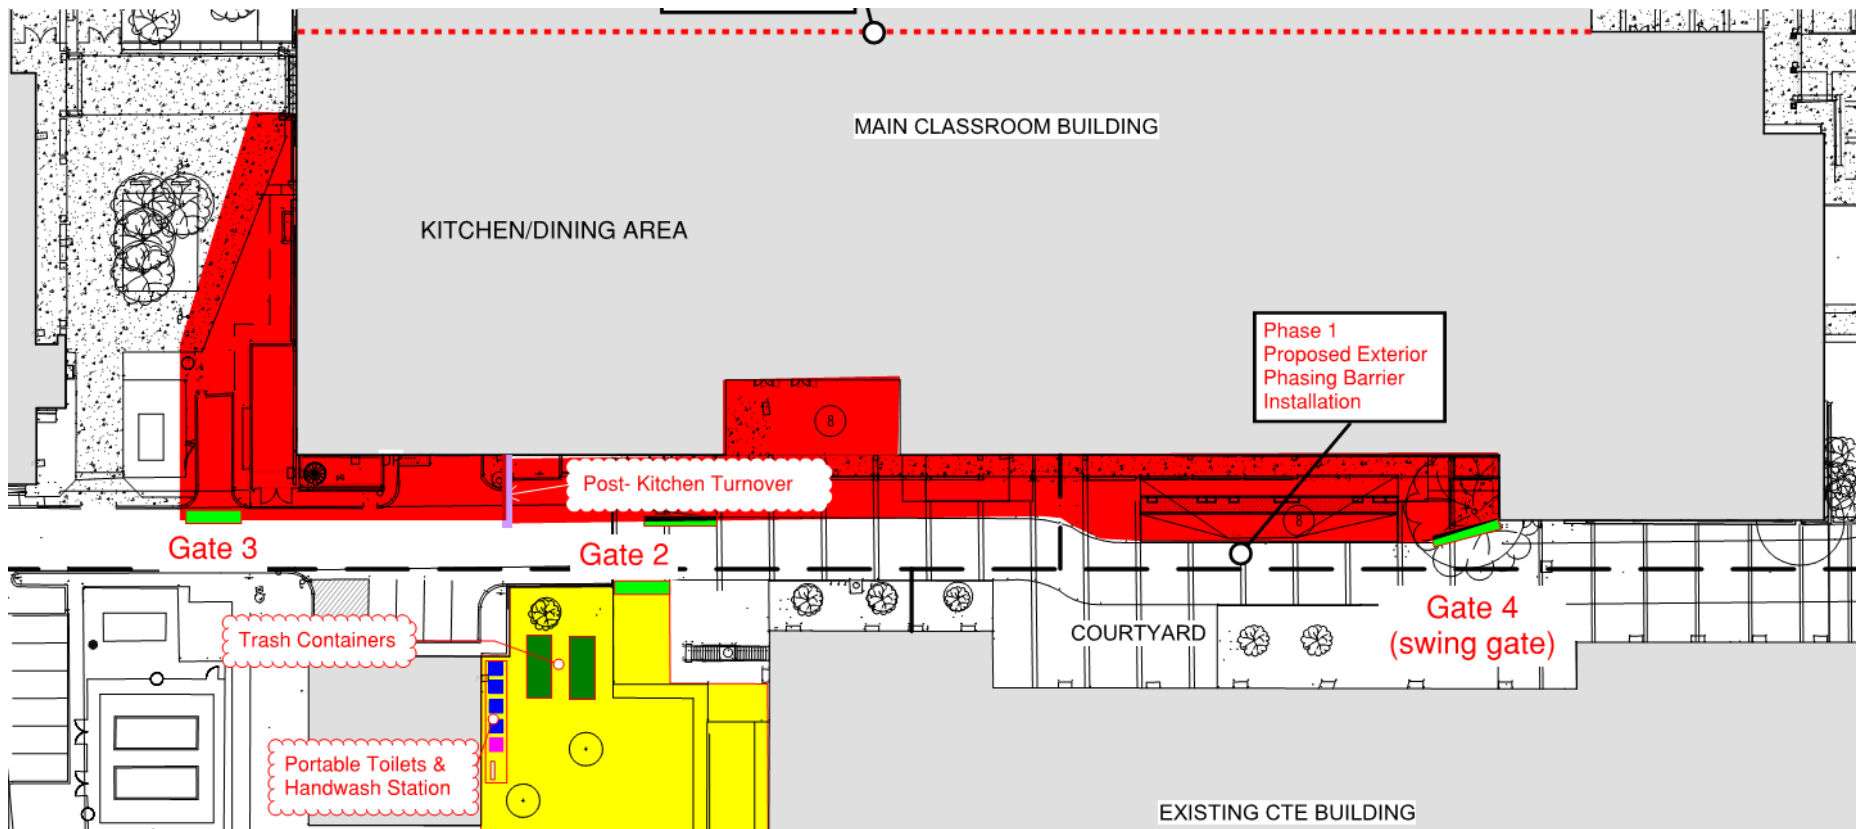 MAIN CLASSROOM BUILDING
KITCHEN/DINING AREA
Phase 1
Proposed Exterior
Phasing Barrier
Installation
8
Post- Kitchen Turnover
8
Gate 3
Gate 2
Gate 4
(swing gate)
COURTYARD
Trash Containers
Portable Toilets &
Handwash Station
EXISTING CTE BUILDING